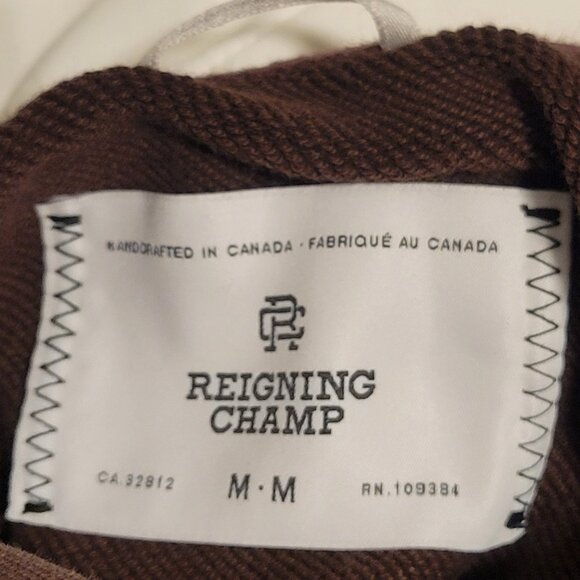 HANDCRAFTED IN CANADA · FABRIQUÉ AU CANADA
RC
REIGNING
CHAMP
CA.32812 M·M RN.109384